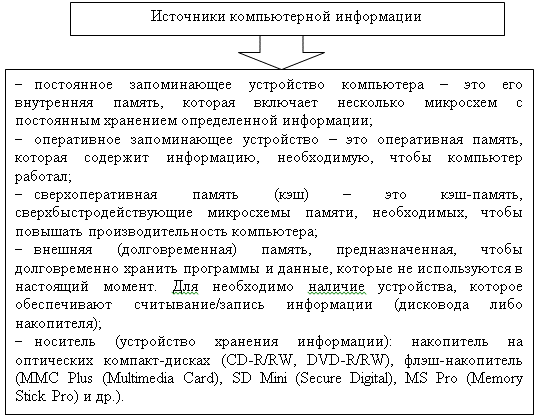 Источники компьютерной информации
– постоянное запоминающее устройство компьютера – это его
внутренняя память, которая включает несколько микросхем с
постоянным хранением определенной информации;
– оперативное запоминающее устройство – это оперативная память,
которая содержит информацию, необходимую, чтобы компьютер
работал;
– сверхоперативная память (кэш) – это кэш-память,
сверхбыстродействующие микросхемы памяти, необходимых, чтобы
повышать производительность компьютера;
– внешняя (долговременная) память, предназначенная, чтобы
долговременно хранить программы и данные, которые не используются в
настоящий момент. Для необходимо наличие устройства, которое
обеспечивают считывание/запись информации (дисковода либо
накопителя);
– носитель (устройство хранения информации): накопитель на
оптических компакт-дисках (CD-R/RW, DVD-R/RW), флэш-накопитель
(MMC Plus (Multimedia Card), SD Mini (Secure Digital), MS Pro (Memory
Stick Pro) и др.).